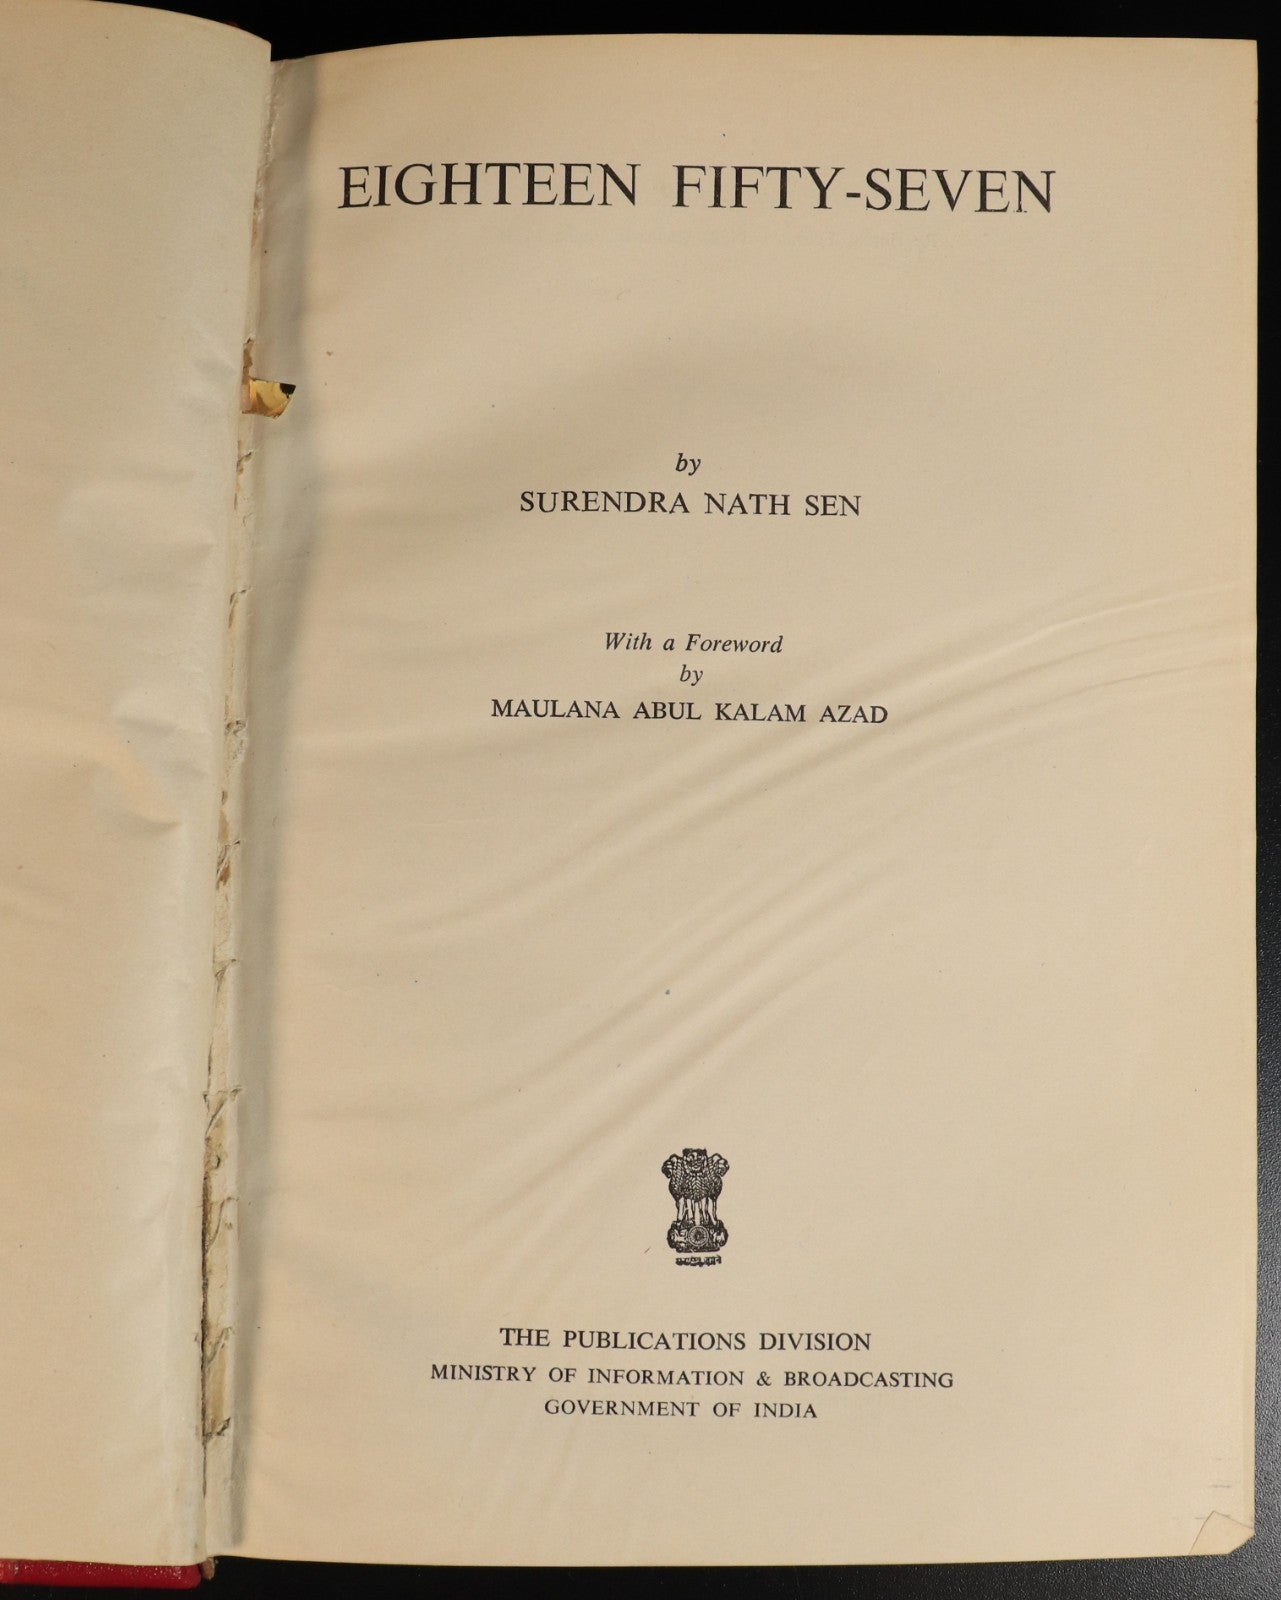 EIGHTEEN FIFTY-SEVEN
by
SURENDRA NATH SEN
With a Foreword
by
MAULANA ABUL KALAM AZAD
THE PUBLICATIONS DIVISION
MINISTRY OF INFORMATION & BROADCASTING
GOVERNMENT OF INDIA